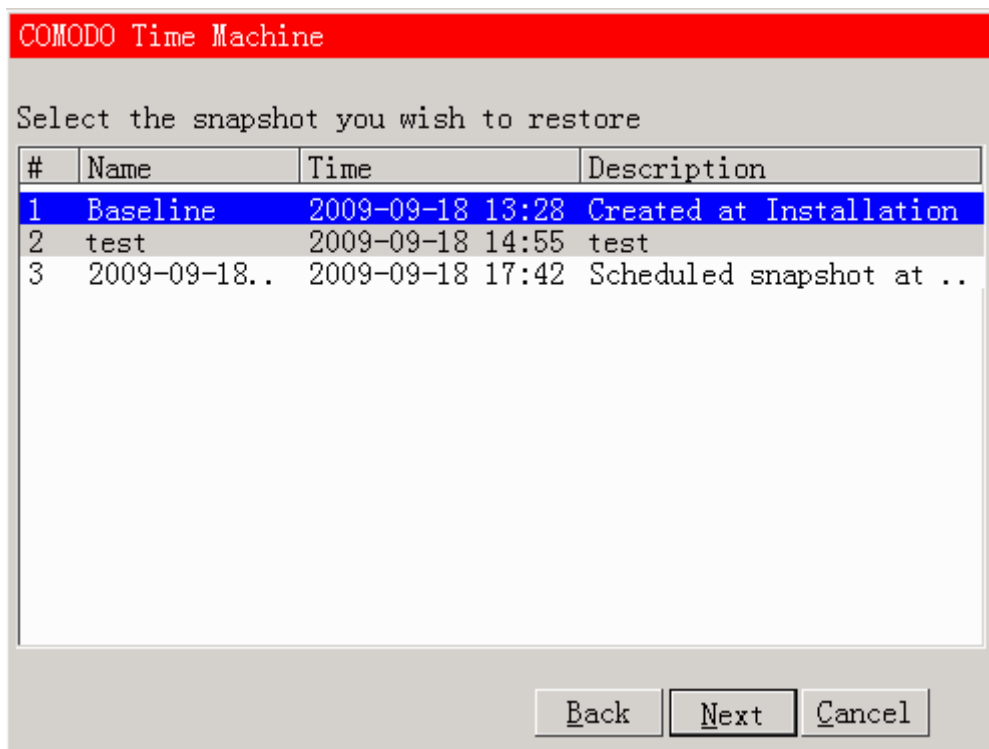 COMODO Time Machine
Select the snapshot you wish to restore
# Name Time Description
1 Baseline 2009-09-18 13:28 Created at Installation
2 test 2009-09-18 14:55 test
3 2009-09-18.. 2009-09-18 17:42 Scheduled snapshot at ..
Back Next Cancel